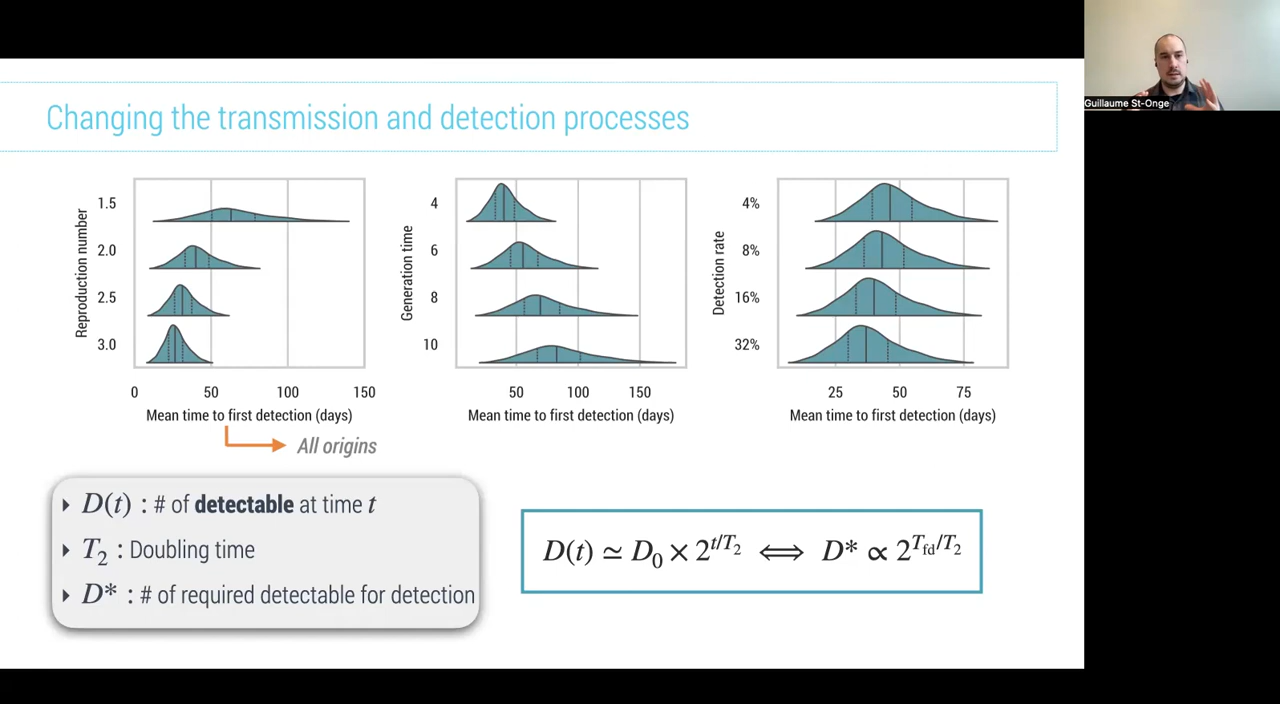 Guillaume St-Onge
Changing the transmission and detection processes
Reproduction number
1.5
2.0
2.5
3.0
0 50 100 150
Mean time to first detection (days)
Generation time
4
6
8
10
50 100 150
Mean time to first detection (days)
Detection rate
4%
8%
16%
32%
25 50 75
Mean time to first detection (days)
All origins
D(t) : # of detectable at time t
T₂ : Doubling time
D* : # of required detectable for detection
D(t) ≃ D₀ × 2^{t/T₂} ⟺ D* ∝ 2^{T_{fd}/T₂}